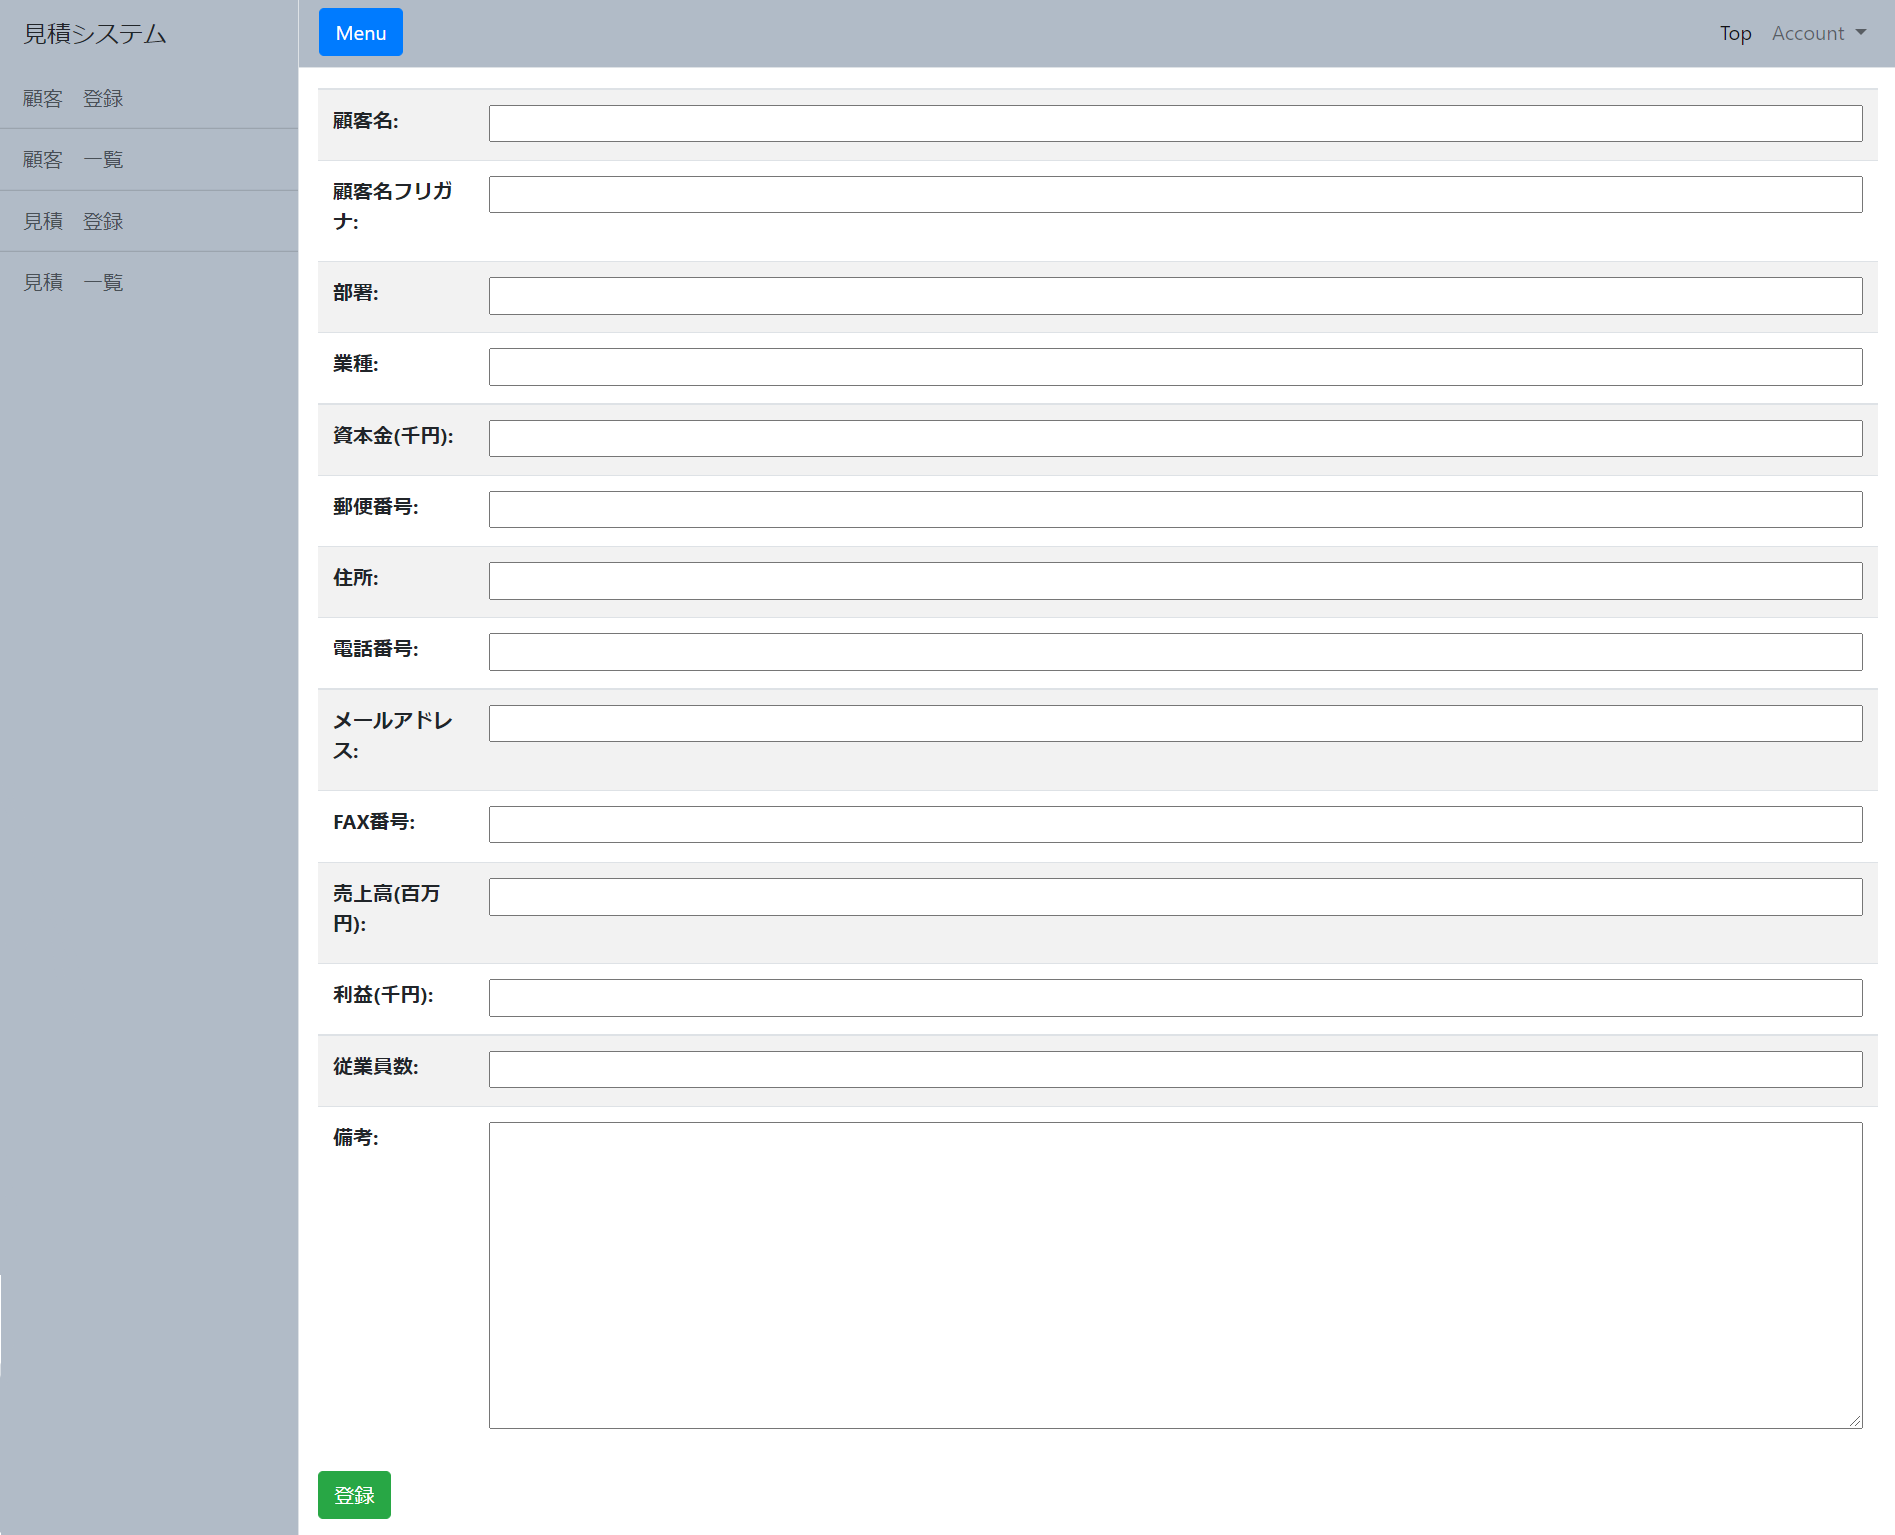 見積システム
顧客　登録
顧客　一覧
見積　登録
見積　一覧
Menu
Top
Account
顧客名:
顧客名フリガ
ナ:
部署:
業種:
資本金(千円):
郵便番号:
住所:
電話番号:
メールアドレ
ス:
FAX番号:
売上高(百万
円):
利益(千円):
従業員数:
備考:
登録